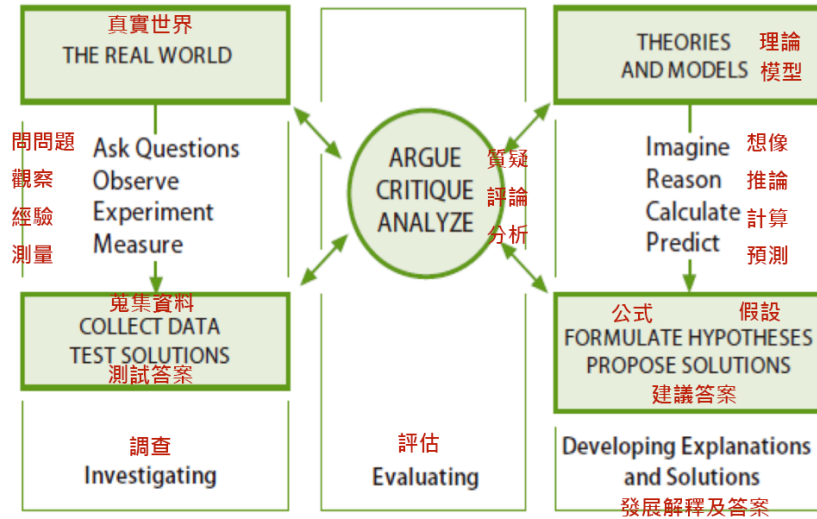 真實世界
THE REAL WORLD
問問題
觀察
經驗
測量
Ask Questions
Observe
Experiment
Measure
蒐集資料
COLLECT DATA
TEST SOLUTIONS
測試答案
調查
Investigating
ARGUE
CRITIQUE
ANALYZE
質疑
評論
分析
評估
Evaluating
THEORIES 理論
AND MODELS 模型
Imagine 想像
Reason 推論
Calculate 計算
Predict 預測
公式 假設
FORMULATE HYPOTHESES
PROPOSE SOLUTIONS
建議答案
Developing Explanations
and Solutions
發展解釋及答案